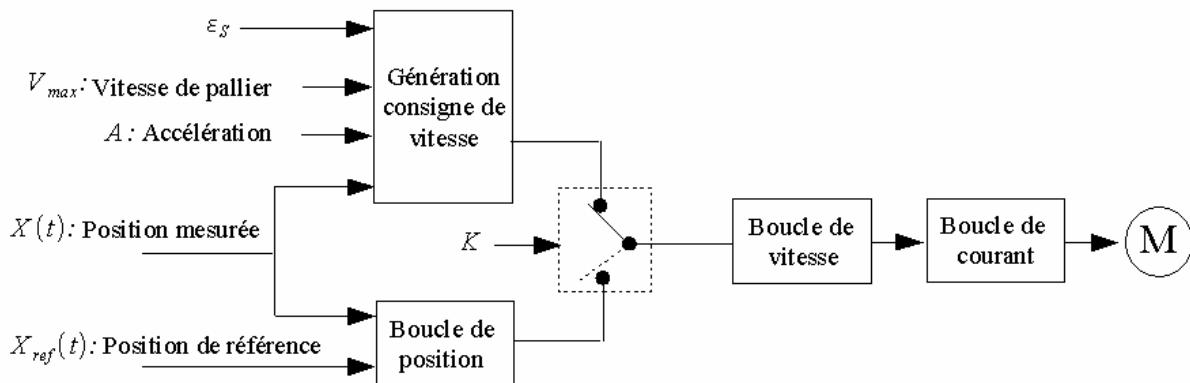 ε_S
V_max: Vitesse de pallier
A: Accélération
X(t): Position mesurée
X_ref(t): Position de référence
Génération
consigne de
vitesse
K
Boucle de
position
Boucle de
vitesse
Boucle de
courant
M